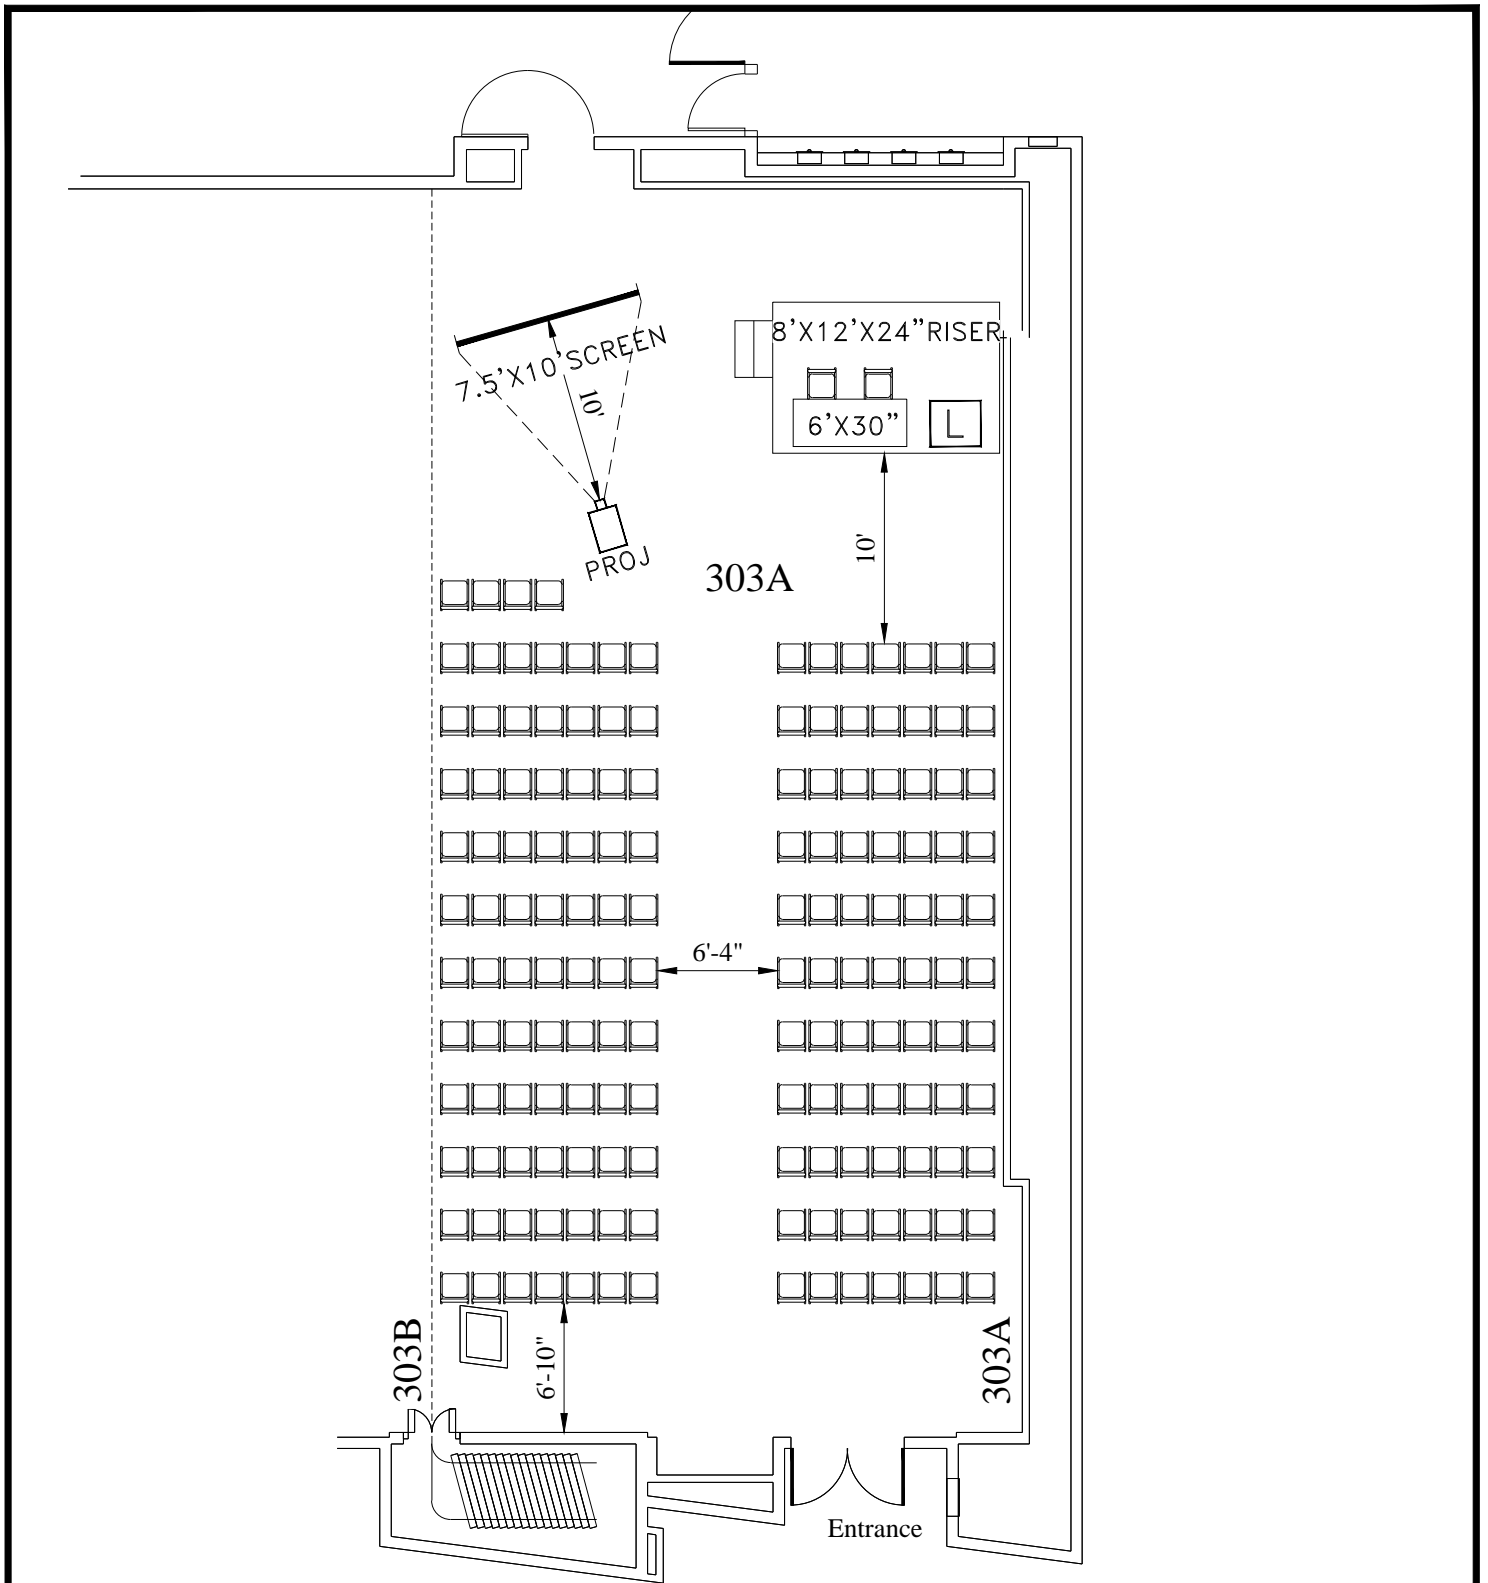 8'X12'X24"RISER
7.5'X10'SCREEN
10'
6'X30"
L
10'
PROJ
303A
6'-4"
303B
6'-10"
303A
Entrance